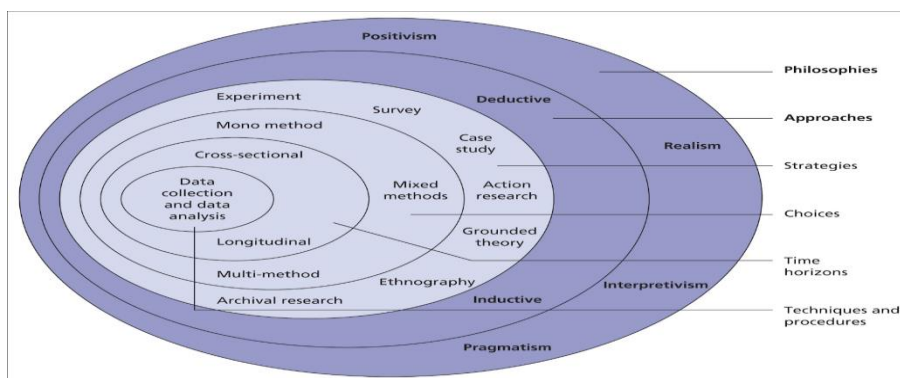 Positivism
Philosophies
Experiment
Deductive
Survey
Approaches
Mono method
Case
study
Realism
Cross-sectional
Strategies
Data
collection
and data
analysis
Mixed
methods
Action
research
Choices
Grounded
theory
Longitudinal
Time
horizons
Multi-method
Ethnography
Interpretivism
Archival research
Inductive
Techniques and
procedures
Pragmatism